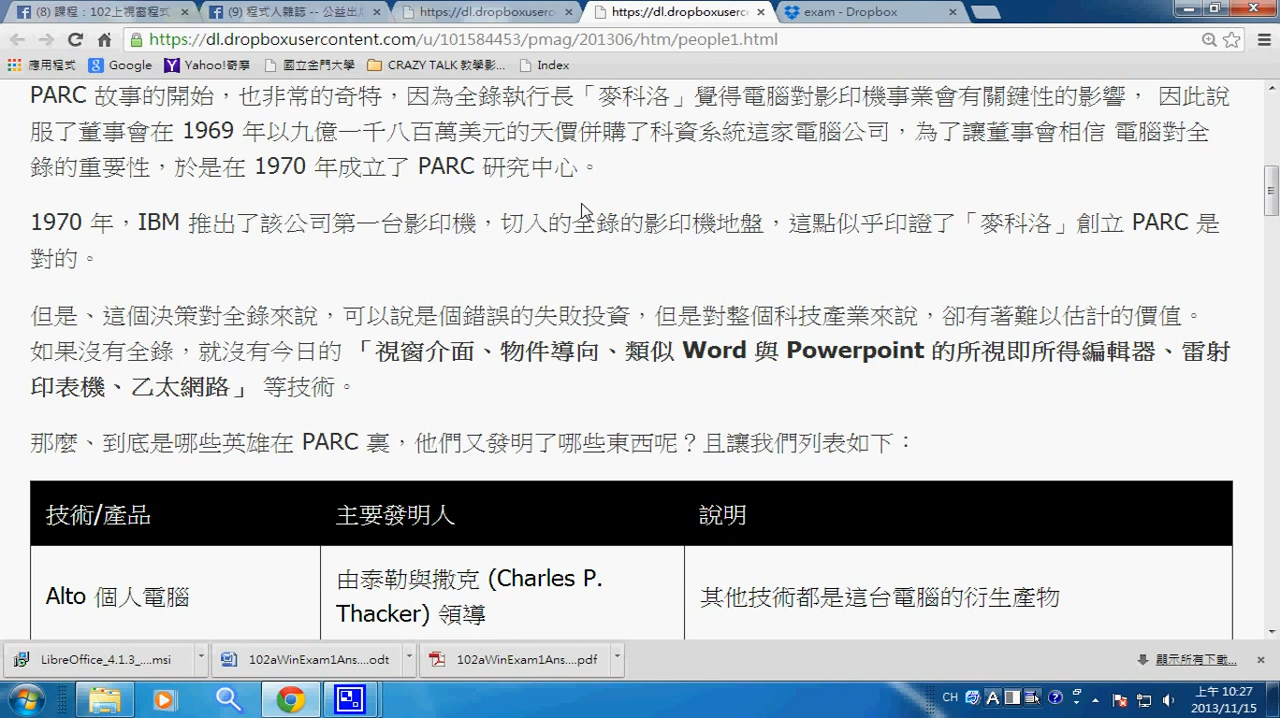 (8) 課程：102上視窗程式
(9) 程式人雜誌 -- 公益出版
https://dl.dropboxuserc
https://dl.dropboxuserc
exam - Dropbox
https://dl.dropboxusercontent.com/u/101584453/pmag/201306/htm/people1.html
應用程式 Google Yahoo!奇摩 國立金門大學 CRAZY TALK 教學影... Index
PARC 故事的開始，也非常的奇特，因為全錄執行長「麥科洛」覺得電腦對影印機事業會有關鍵性的影響， 因此說
服了董事會在 1969 年以九億一千八百萬美元的天價併購了科資系統這家電腦公司，為了讓董事會相信 電腦對全
錄的重要性，於是在 1970 年成立了 PARC 研究中心。
1970 年，IBM 推出了該公司第一台影印機，切入的全錄的影印機地盤，這點似乎印證了「麥科洛」創立 PARC 是
對的。
但是、這個決策對全錄來說，可以說是個錯誤的失敗投資，但是對整個科技產業來說，卻有著難以估計的價值。
如果沒有全錄，就沒有今日的 「視窗介面、物件導向、類似 Word 與 Powerpoint 的所視即所得編輯器、雷射
印表機、乙太網路」 等技術。
那麼、到底是哪些英雄在 PARC 裏，他們又發明了哪些東西呢？且讓我們列表如下：
技術/產品 主要發明人 說明
Alto 個人電腦 由泰勒與撒克 (Charles P. Thacker) 領導 其他技術都是這台電腦的衍生產物
LibreOffice_4.1.3_....msi 102aWinExam1Ans....odt 102aWinExam1Ans....pdf 顯示所有下載...
CH A 上午 10:27
2013/11/15